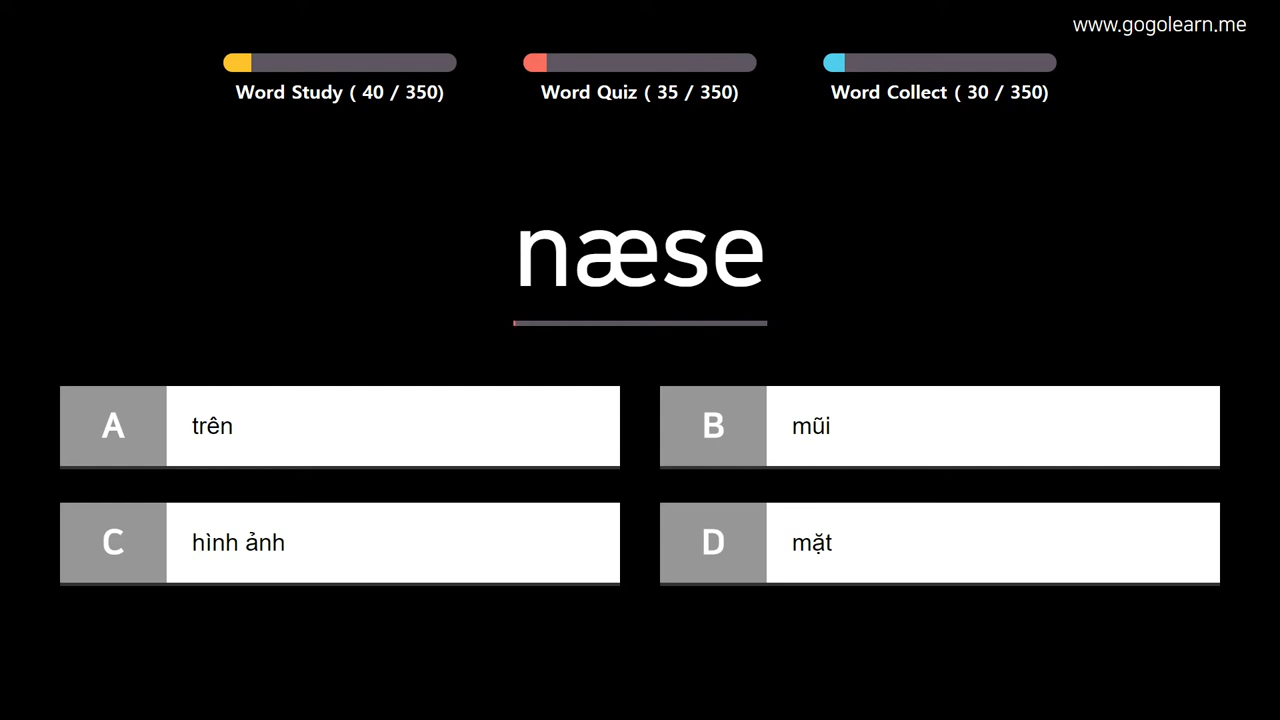 www.gogolearn.me
Word Study ( 40 / 350)
Word Quiz ( 35 / 350)
Word Collect ( 30 / 350)
næse
A trên
B mũi
C hình ảnh
D mặt